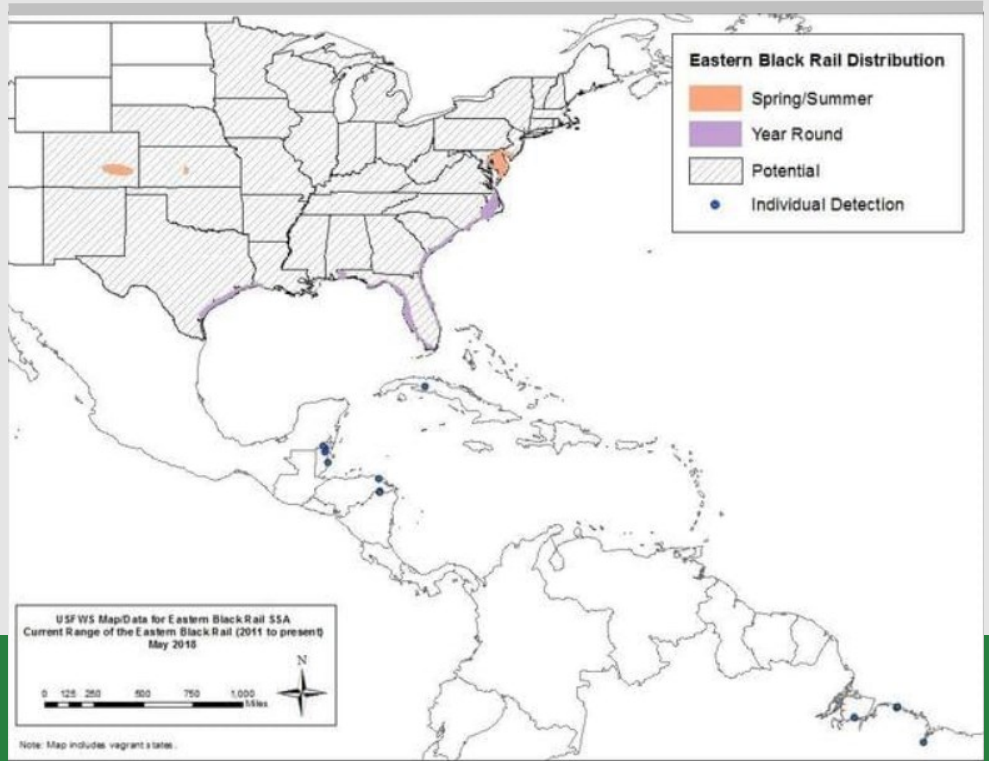 Eastern Black Rail Distribution
Spring/Summer
Year Round
Potential
Individual Detection
USFWS Map/Data for Eastern Black Rail SSA
Current Range of the Eastern Black Rail (2011 to present)
May 2018
N
0 125 250 500 750 1,000
Miles
Note: Map includes vagrant states.